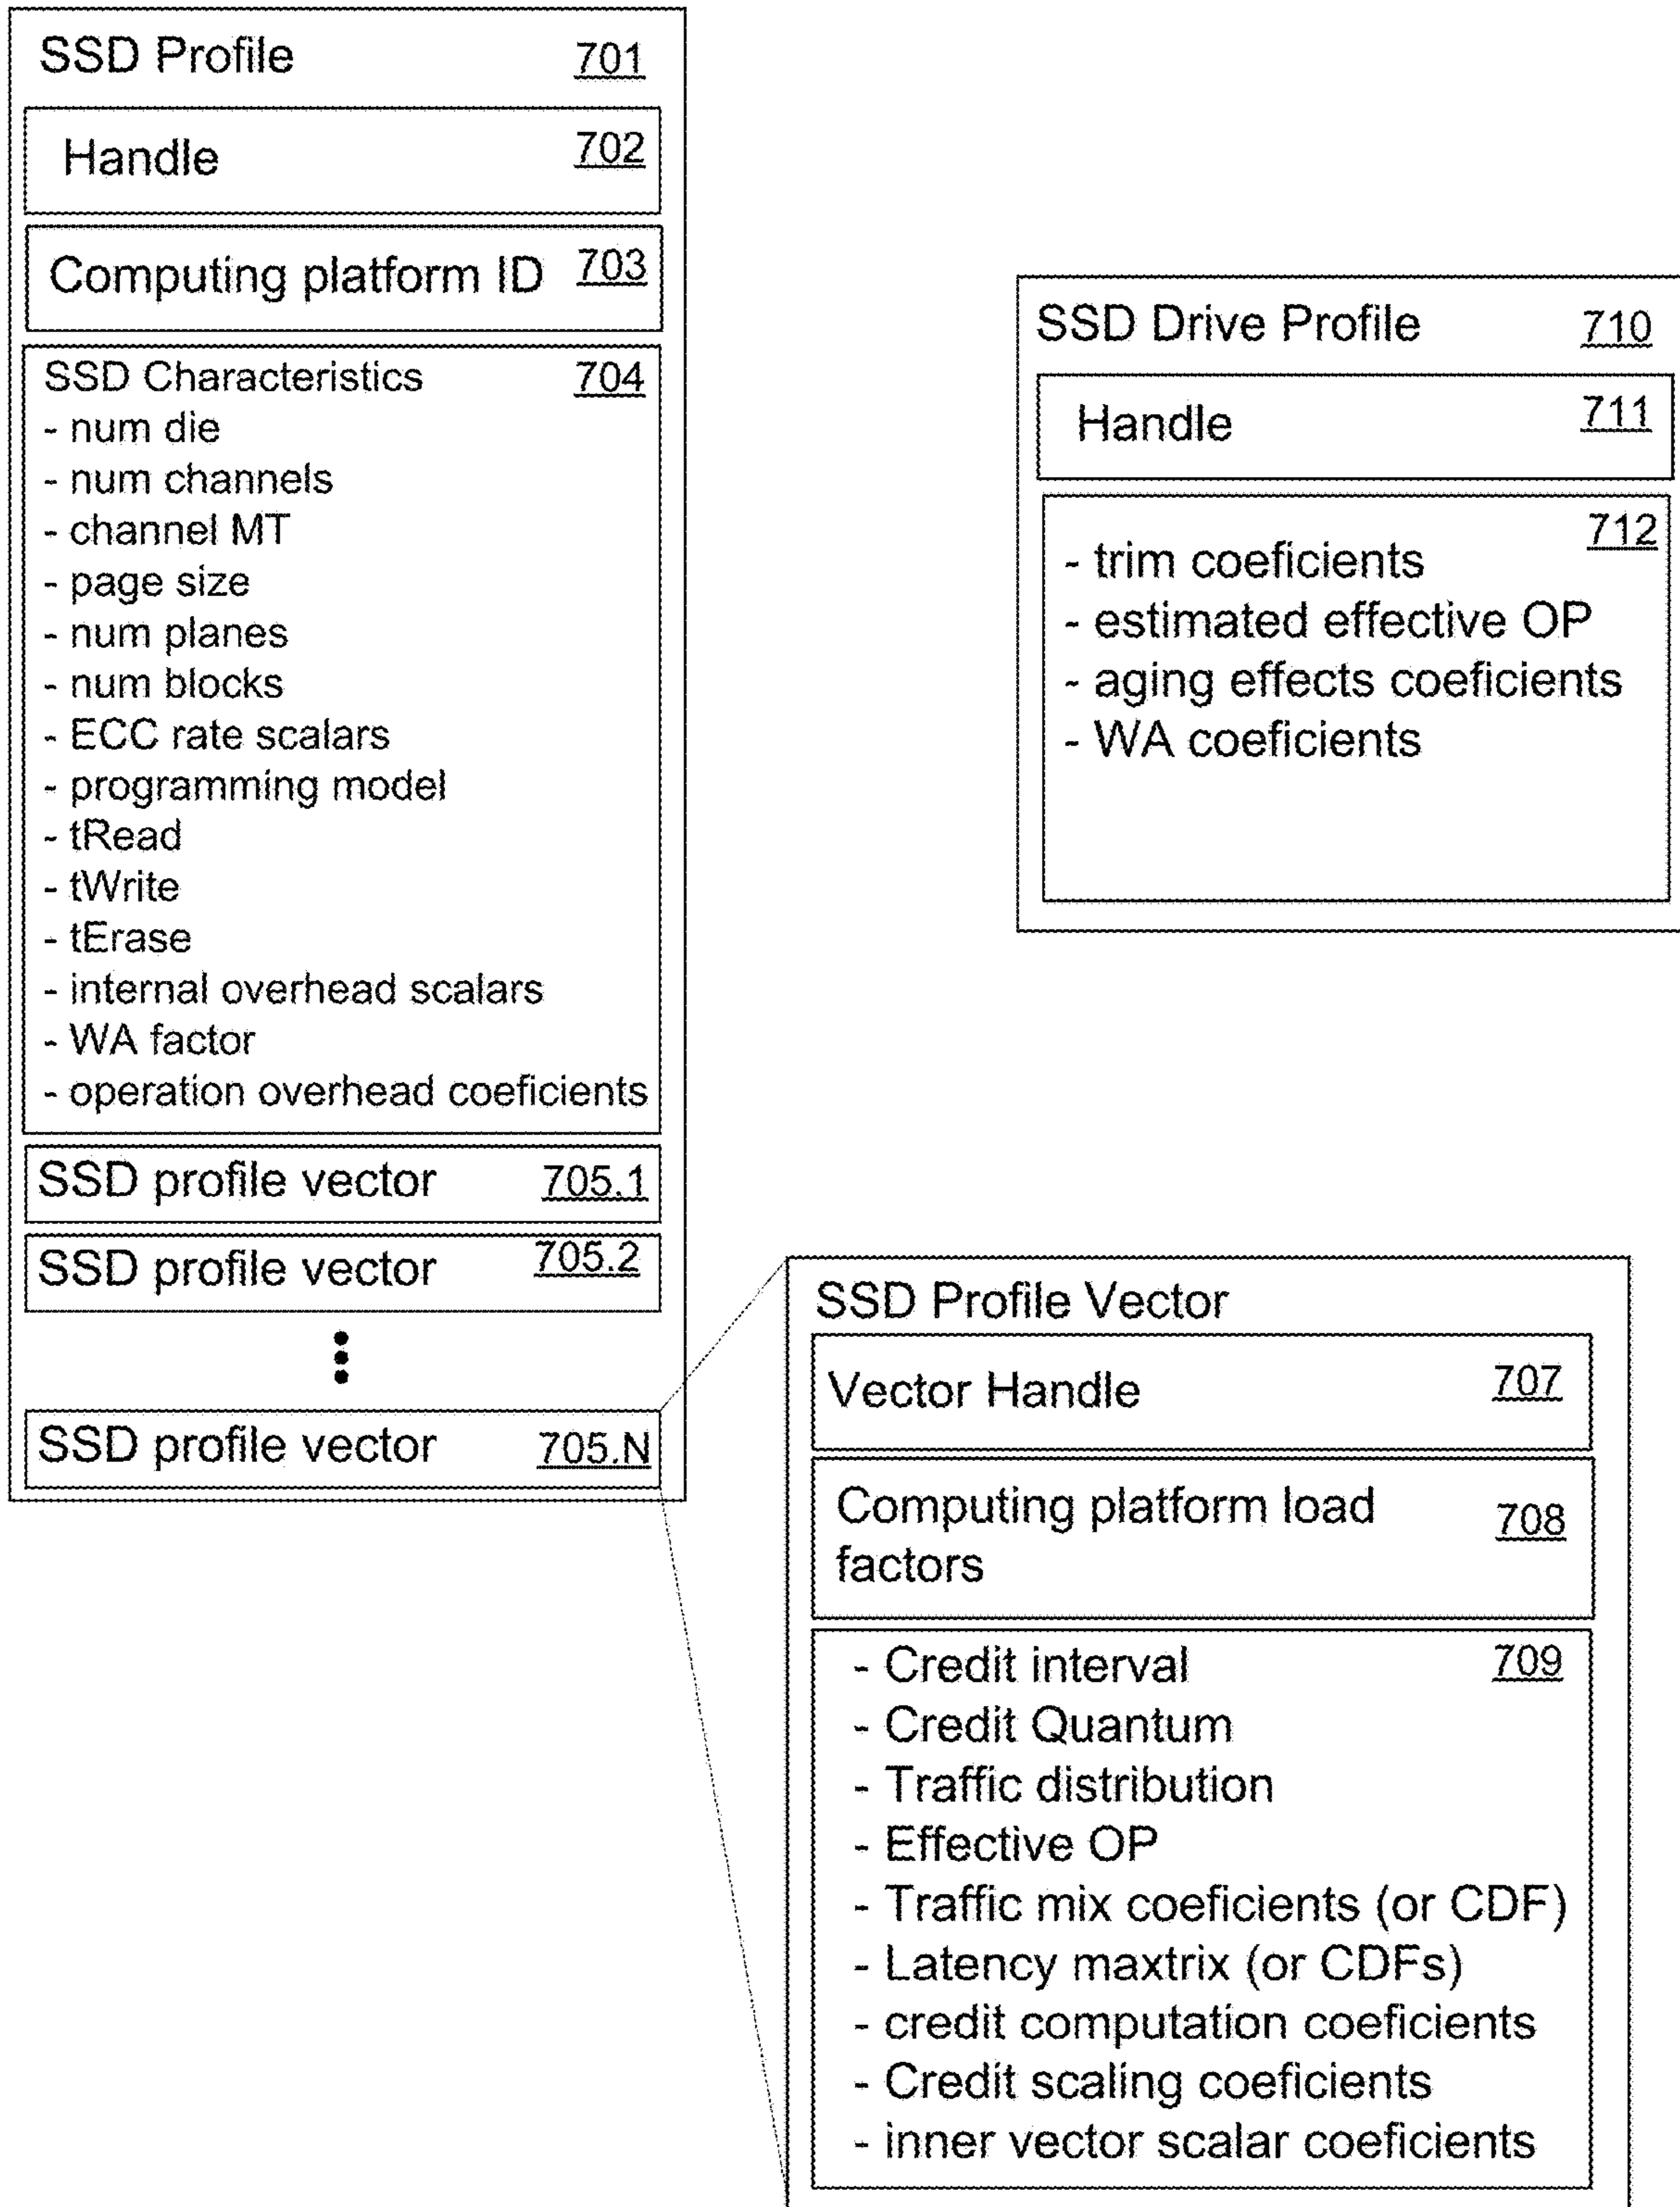 SSD Profile 701
Handle 702
Computing platform ID 703
SSD Characteristics 704
- num die
- num channels
- channel MT
- page size
- num planes
- num blocks
- ECC rate scalars
- programming model
- tRead
- tWrite
- tErase
- internal overhead scalars
- WA factor
- operation overhead coeficients
SSD profile vector 705.1
SSD profile vector 705.2
SSD profile vector 705.N
SSD Drive Profile 710
Handle 711
712
- trim coeficients
- estimated effective OP
- aging effects coeficients
- WA coeficients
SSD Profile Vector
Vector Handle 707
Computing platform load
factors 708
- Credit interval 709
- Credit Quantum
- Traffic distribution
- Effective OP
- Traffic mix coeficients (or CDF)
- Latency maxtrix (or CDFs)
- credit computation coeficients
- Credit scaling coeficients
- inner vector scalar coeficients